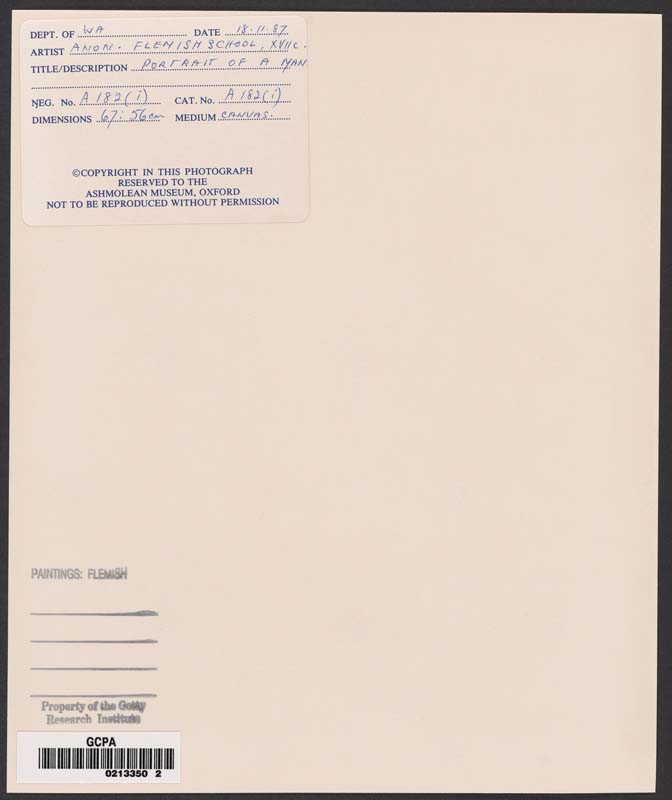 DEPT. OF WA DATE 18·11·87
ARTIST ANON. FLEMISH SCHOOL, XVIIC.
TITLE/DESCRIPTION PORTRAIT OF A MAN
NEG. No. A 182(i) CAT. No. A 182(i)
DIMENSIONS 67: 56cm MEDIUM CANVAS.
©COPYRIGHT IN THIS PHOTOGRAPH
RESERVED TO THE
ASHMOLEAN MUSEUM, OXFORD
NOT TO BE REPRODUCED WITHOUT PERMISSION
PAINTINGS: FLEMISH
Property of the Getty
Research Institute
GCPA
0213350 2